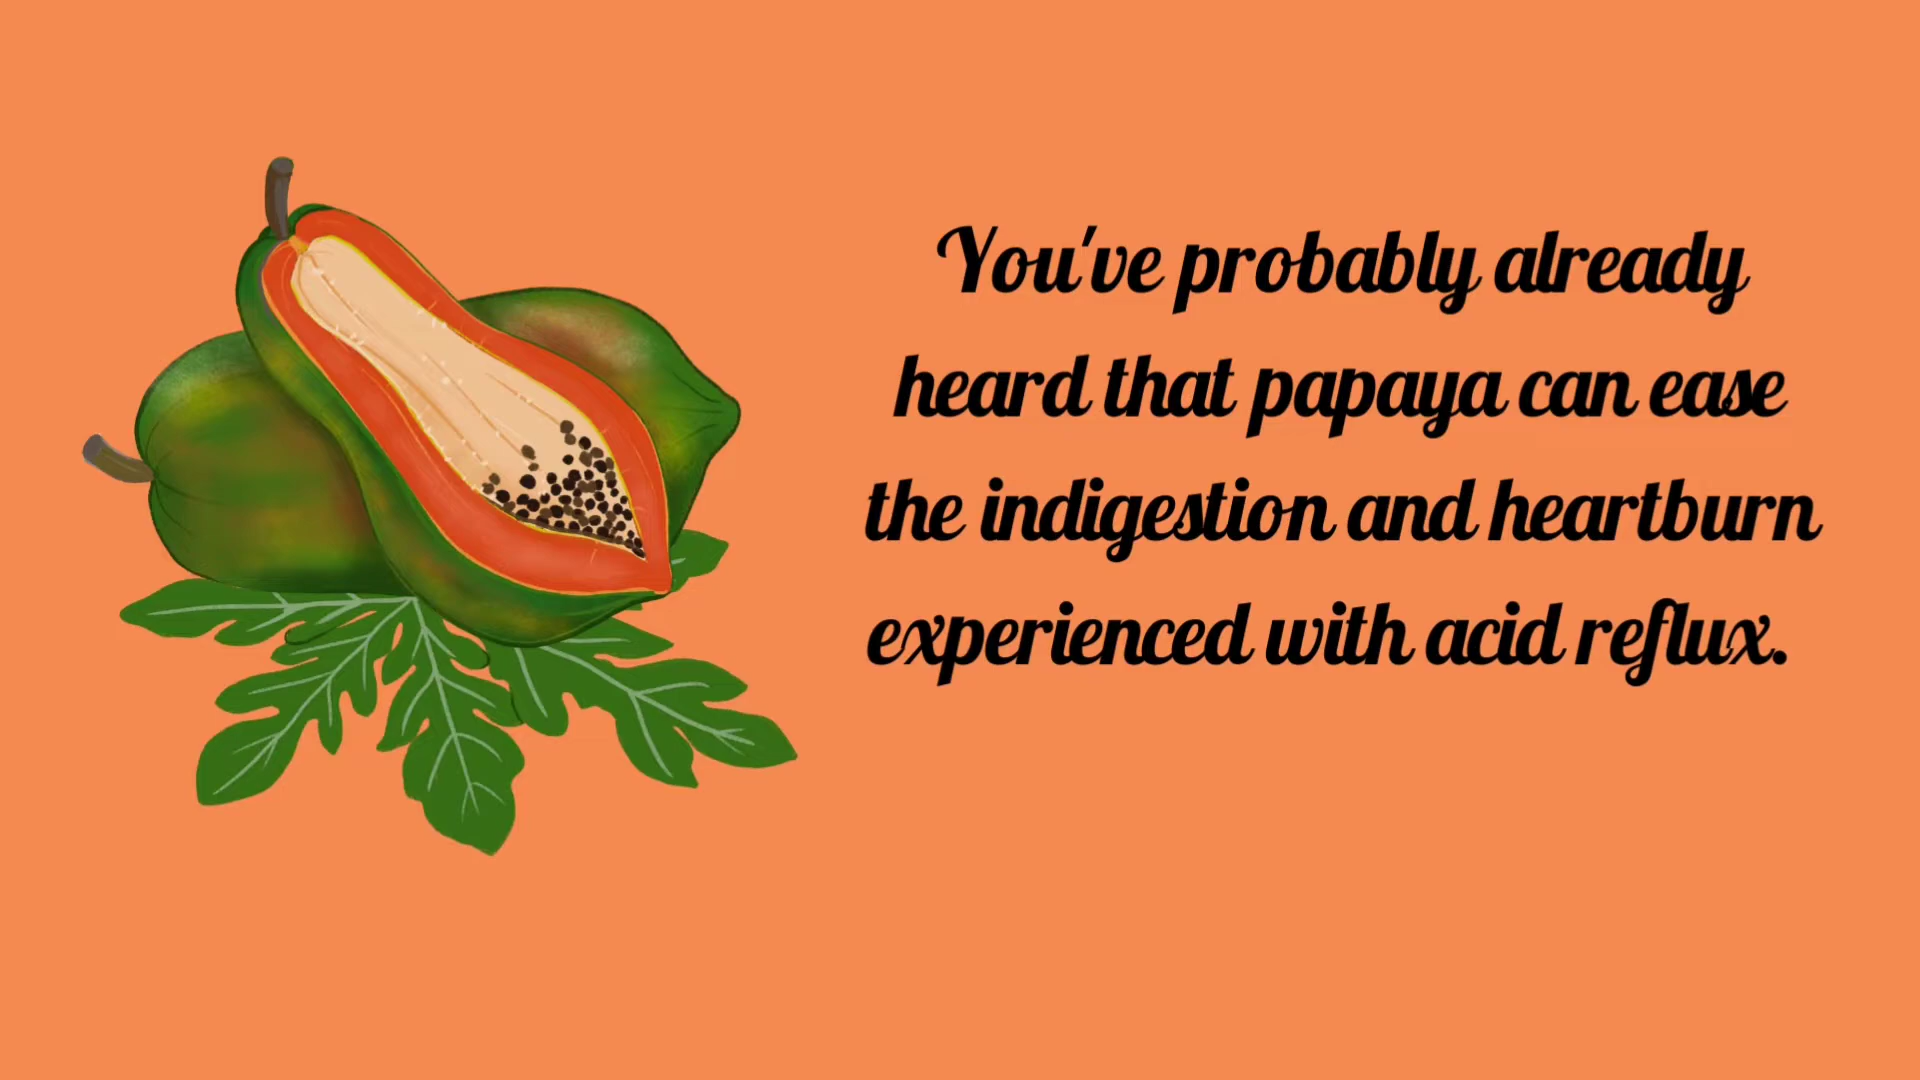 You've probably already
heard that papaya can ease
the indigestion and heartburn
experienced with acid reflux.